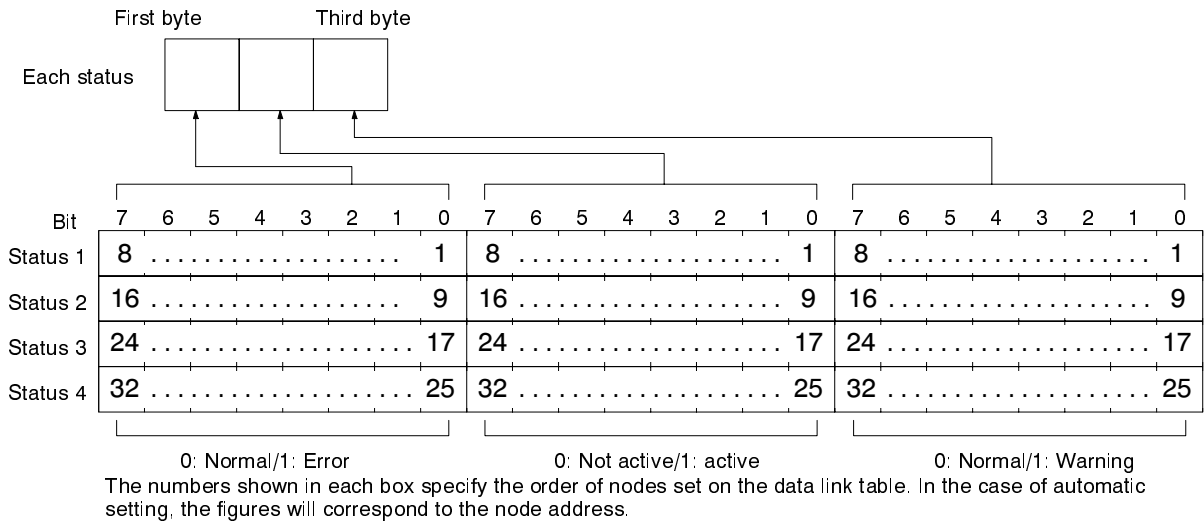 First byte Third byte
Each status
Bit 7 6 5 4 3 2 1 0 7 6 5 4 3 2 1 0 7 6 5 4 3 2 1 0
Status 1 8 . . . . . . . . . . . . . . . . . . . 1 8 . . . . . . . . . . . . . . . . . . . . 1 8 . . . . . . . . . . . . . . . . . . . . 1
Status 2 16 . . . . . . . . . . . . . . . . . . . 9 16 . . . . . . . . . . . . . . . . . . . . 9 16 . . . . . . . . . . . . . . . . . . . . 9
Status 3 24 . . . . . . . . . . . . . . . . . . . . 17 24 . . . . . . . . . . . . . . . . . . . . 17 24 . . . . . . . . . . . . . . . . . . . . 17
Status 4 32 . . . . . . . . . . . . . . . . . . . . 25 32 . . . . . . . . . . . . . . . . . . . . 25 32 . . . . . . . . . . . . . . . . . . . . 25
0: Normal/1: Error 0: Not active/1: active 0: Normal/1: Warning
The numbers shown in each box specify the order of nodes set on the data link table. In the case of automatic
setting, the figures will correspond to the node address.